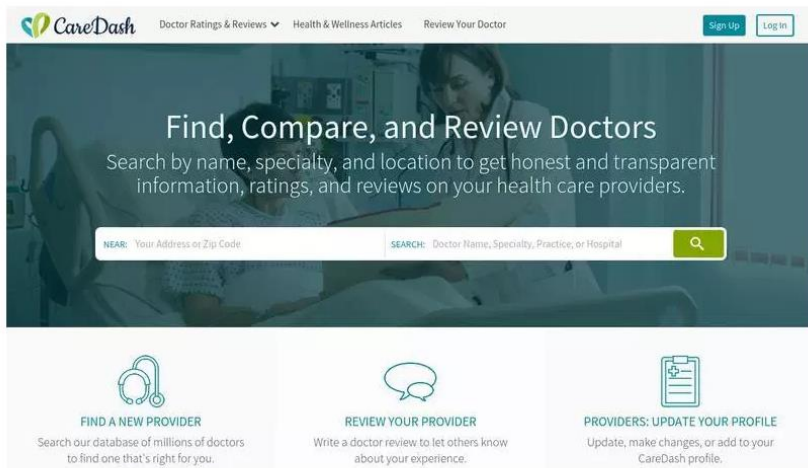 CareDash
Doctor Ratings & Reviews
Health & Wellness Articles
Review Your Doctor
Sign Up
Log In
Find, Compare, and Review Doctors
Search by name, specialty, and location to get honest and transparent
information, ratings, and reviews on your health care providers.
NEAR: Your Address or Zip Code
SEARCH: Doctor Name, Specialty, Practice, or Hospital
FIND A NEW PROVIDER
Search our database of millions of doctors
to find one that's right for you.
REVIEW YOUR PROVIDER
Write a doctor review to let others know
about your experience.
PROVIDERS: UPDATE YOUR PROFILE
Update, make changes, or add to your
CareDash profile.